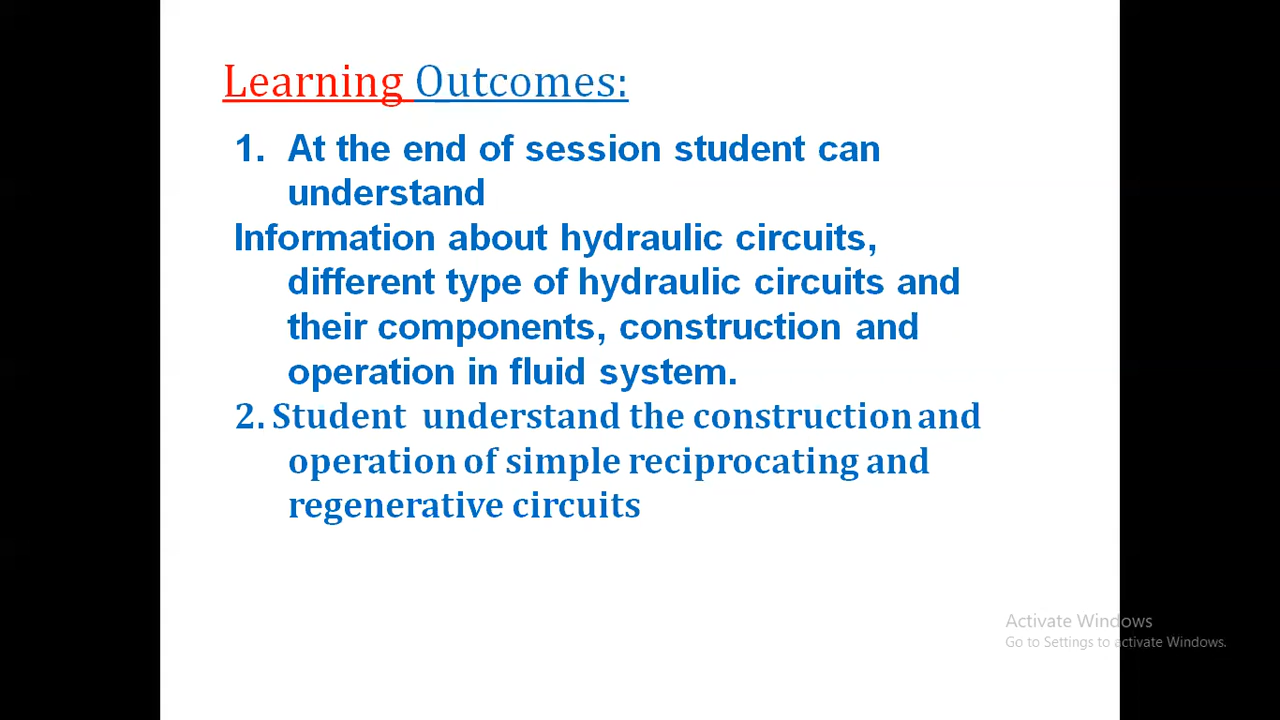 Learning Outcomes:
1. At the end of session student can
understand
Information about hydraulic circuits,
different type of hydraulic circuits and
their components, construction and
operation in fluid system.
2. Student understand the construction and
operation of simple reciprocating and
regenerative circuits
Activate Windows
Go to Settings to activate Windows.